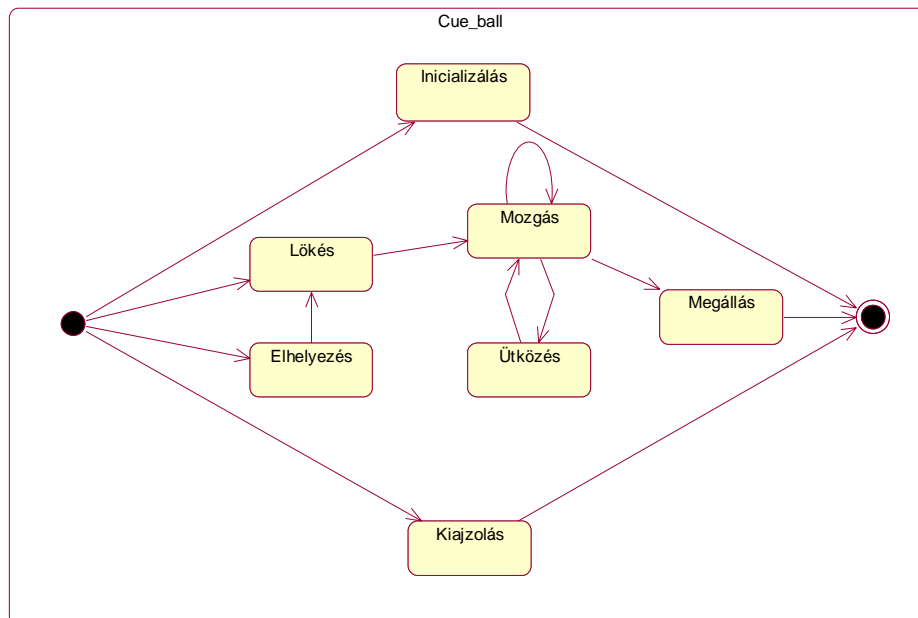 Cue_ball
Inicializálás
Mozgás
Lökés
Megállás
Elhelyezés
Ütközés
Kiajzolás